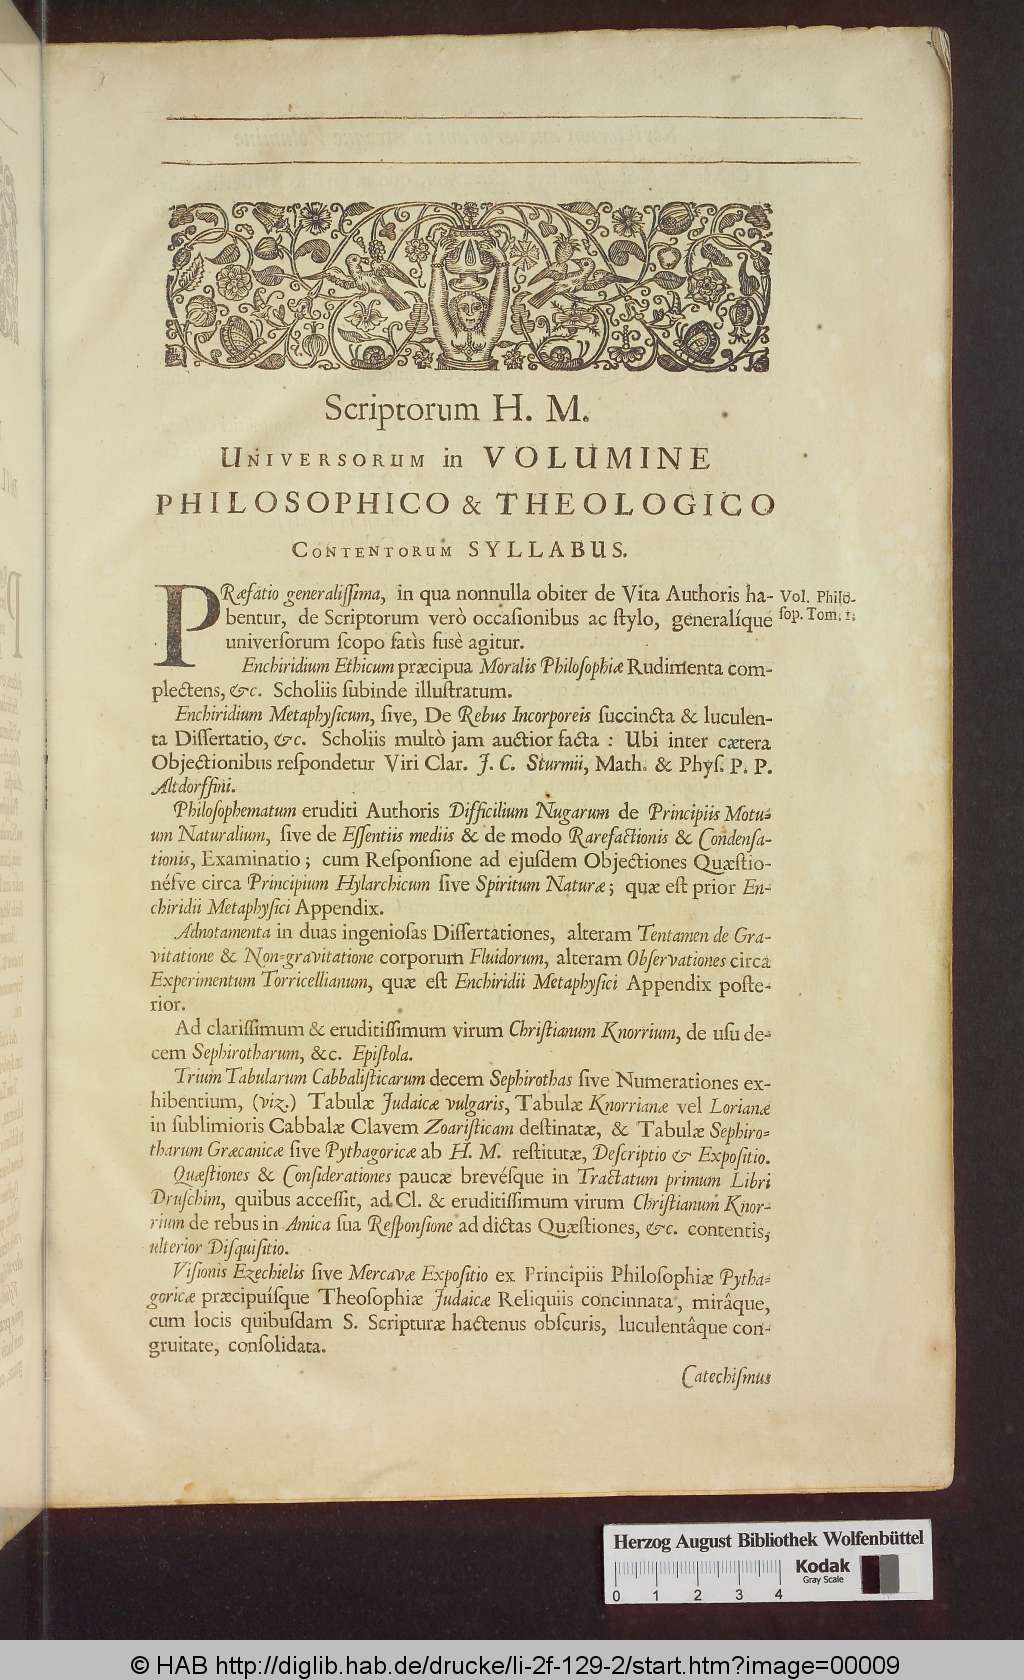 Scriptorum H. M.
UNIVERSORUM in VOLUMINE
PHILOSOPHICO & THEOLOGICO
CONTENTORUM SYLLABUS.
PRæfatio generaliſſima, in qua nonnulla obiter de Vita Authoris ha-
bentur, de Scriptorum verò occaſionibus ac ſtylo, generalíque
univerſorum ſcopo ſatìs fusè agitur.
Vol. Philo-
ſop. Tom. 1.
Enchiridium Ethicum præcipua Moralis Philoſophiæ Rudimenta com-
plectens, &c. Scholiis ſubinde illuſtratum.
Enchiridium Metaphyſicum, ſive, De Rebus Incorporeis ſuccincta & luculen-
ta Diſſertatio, &c. Scholiis multò jam auctior facta : Ubi inter cætera
Objectionibus reſpondetur Viri Clar. J. C. Sturmii, Math. & Phyſ. P. P.
Altdorffini.
Philoſophematum eruditi Authoris Difficilium Nugarum de Principiis Motu-
um Naturalium, ſive de Eſſentiis mediis & de modo Rarefactionis & Condenſa-
tionis, Examinatio ; cum Reſponſione ad ejuſdem Objectiones Quæſtio-
néſve circa Principium Hylarchicum ſive Spiritum Naturæ ; quæ eſt prior En-
chiridii Metaphyſici Appendix.
Adnotamenta in duas ingenioſas Diſſertationes, alteram Tentamen de Gra-
vitatione & Non-gravitatione corporum Fluidorum, alteram Obſervationes circa
Experimentum Torricellianum, quæ eſt Enchiridii Metaphyſici Appendix poſte-
rior.
Ad clariſſimum & eruditiſſimum virum Chriſtianum Knorrium, de uſu de-
cem Sephirotharum, &c. Epiſtola.
Trium Tabularum Cabbaliſticarum decem Sephirothas ſive Numerationes ex-
hibentium, (viz.) Tabulæ Judaicæ vulgaris, Tabulæ Knorrianæ vel Lorianæ
in ſublimioris Cabbalæ Clavem Zoariſticam deſtinatæ, & Tabulæ Sephiro-
tharum Græcanicæ ſive Pythagoricæ ab H. M. reſtitutæ, Deſcriptio & Expoſitio.
Quæſtiones & Conſiderationes paucæ brevéſque in Tractatum primum Libri
Druſchim, quibus acceſſit, ad Cl. & eruditiſſimum virum Chriſtianum Knor-
rium de rebus in Amica ſua Reſponſione ad dictas Quæſtiones, &c. contentis,
ulterior Diſquiſitio.
Viſionis Ezechielis ſive Mercavæ Expoſitio ex Principiis Philoſophiæ Pytha-
goricæ præcipuíſque Theoſophiæ Judaicæ Reliquiis concinnata, mirâque,
cum locis quibuſdam S. Scripturæ hactenus obſcuris, luculentâque con-
gruitate, conſolidata.
Catechiſmus
Herzog August Bibliothek Wolfenbüttel
Kodak
Gray Scale
0 1 2 3 4
© HAB http://diglib.hab.de/drucke/li-2f-129-2/start.htm?image=00009